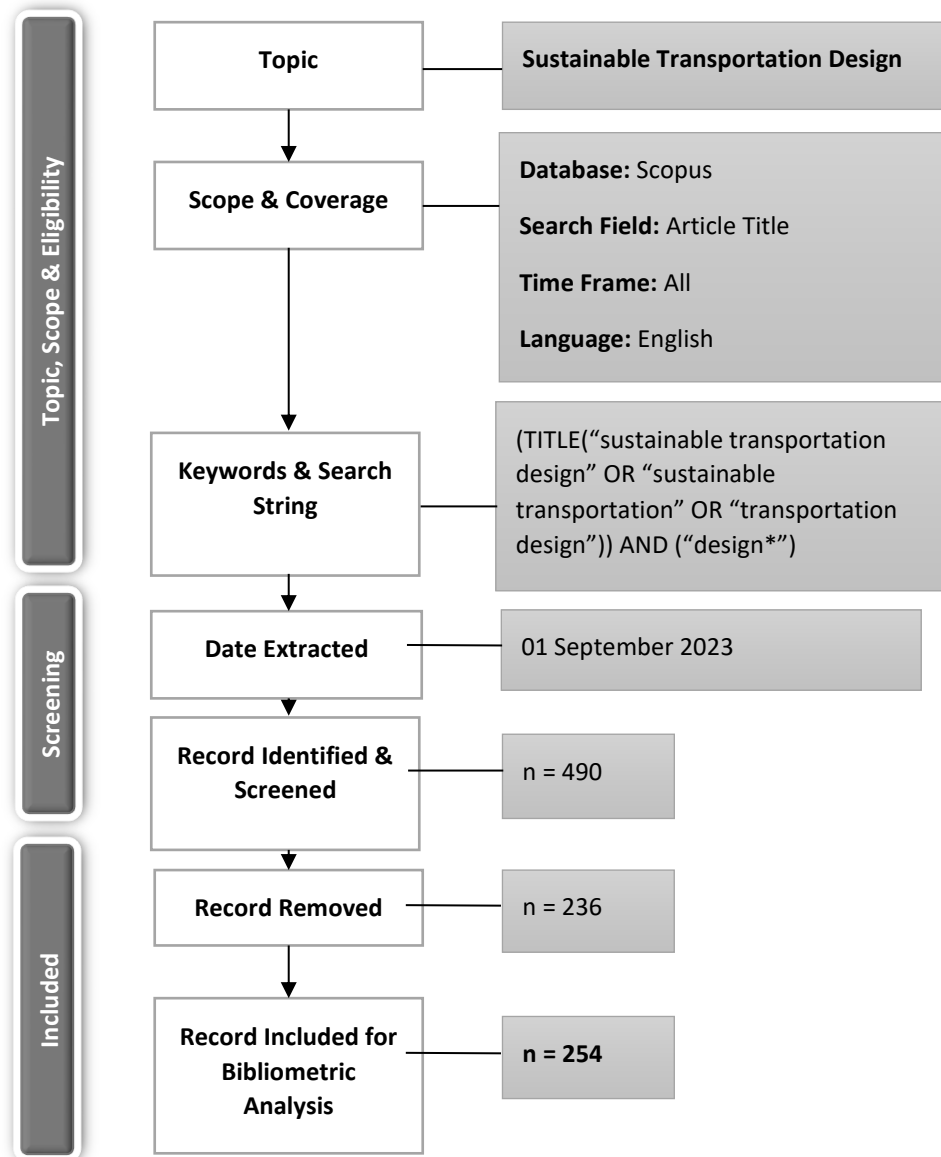 Topic, Scope & Eligibility
Topic
Sustainable Transportation Design
Scope & Coverage
Database: Scopus
Search Field: Article Title
Time Frame: All
Language: English
Keywords & Search
String
(TITLE(“sustainable transportation
design” OR “sustainable
transportation” OR “transportation
design”)) AND (“design*”)
Screening
Date Extracted
01 September 2023
Record Identified &
Screened
n = 490
Included
Record Removed
n = 236
Record Included for
Bibliometric
Analysis
n = 254